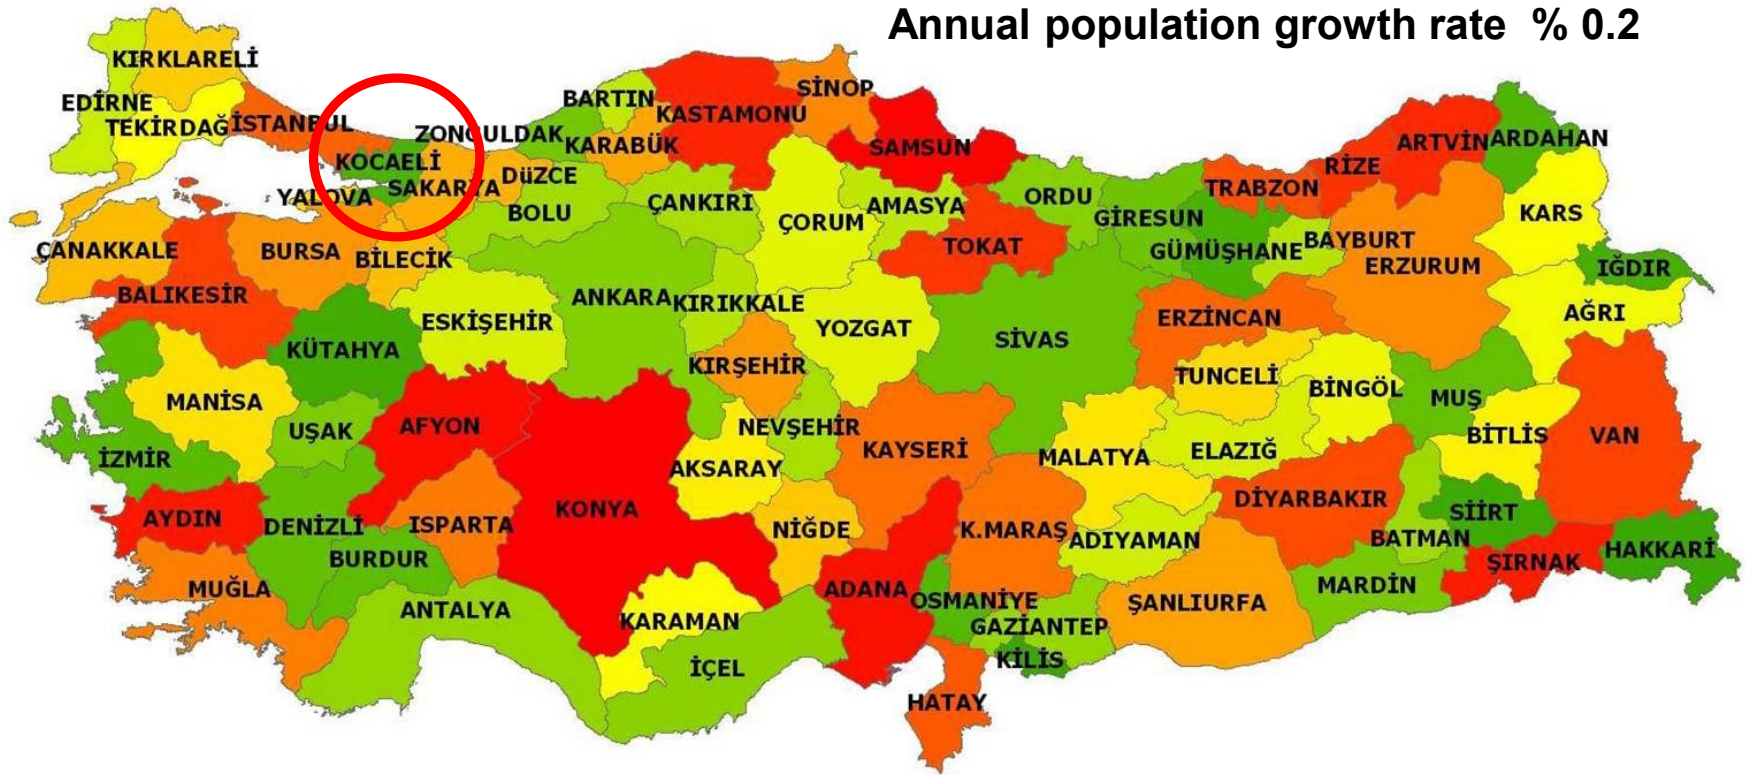 Annual population growth rate % 0.2
KIRKLARELİ
EDİRNE
TEKİRDAĞ
İSTANBUL
KOCAELİ
YALOVA
SAKARYA
ZONGULDAK
DüZCE
BOLU
BARTIN
KARABÜK
KASTAMONU
SİNOP
SAMSUN
ÇANKIRI
ÇORUM
AMASYA
TOKAT
ORDU
GİRESUN
GÜMÜŞHANE
TRABZON
RİZE
ARTVİN
ARDAHAN
BAYBURT
ERZURUM
KARS
IĞDIR
AĞRI
ÇANAKKALE
BURSA
BİLECİK
BALIKESİR
KÜTAHYA
ESKİŞEHİR
ANKARA
KIRIKKALE
KIRŞEHİR
YOZGAT
SİVAS
ERZİNCAN
TUNCELİ
BİNGÖL
MUŞ
BİTLİS
VAN
MANİSA
UŞAK
AFYON
NEVŞEHİR
AKSARAY
KAYSERİ
MALATYA
ELAZIĞ
İZMİR
AYDIN
DENİZLİ
ISPARTA
KONYA
NİĞDE
K.MARAŞ
ADIYAMAN
DİYARBAKIR
BATMAN
SİİRT
ŞIRNAK
HAKKARİ
MUĞLA
BURDUR
ANTALYA
KARAMAN
İÇEL
ADANA
OSMANİYE
GAZİANTEP
KİLİS
ŞANLIURFA
MARDİN
HATAY